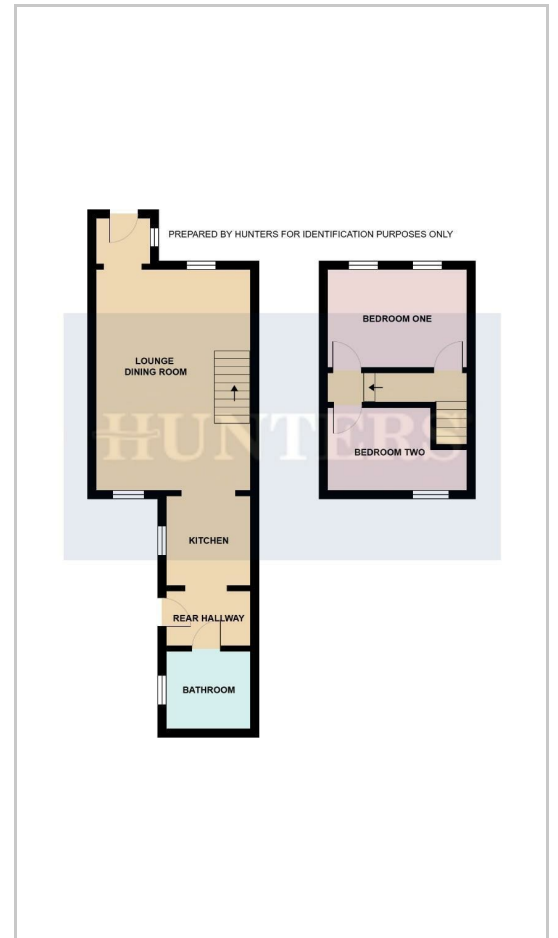 PREPARED BY HUNTERS FOR IDENTIFICATION PURPOSES ONLY
LOUNGE
DINING ROOM
BEDROOM ONE
HUNTERS
BEDROOM TWO
KITCHEN
REAR HALLWAY
BATHROOM